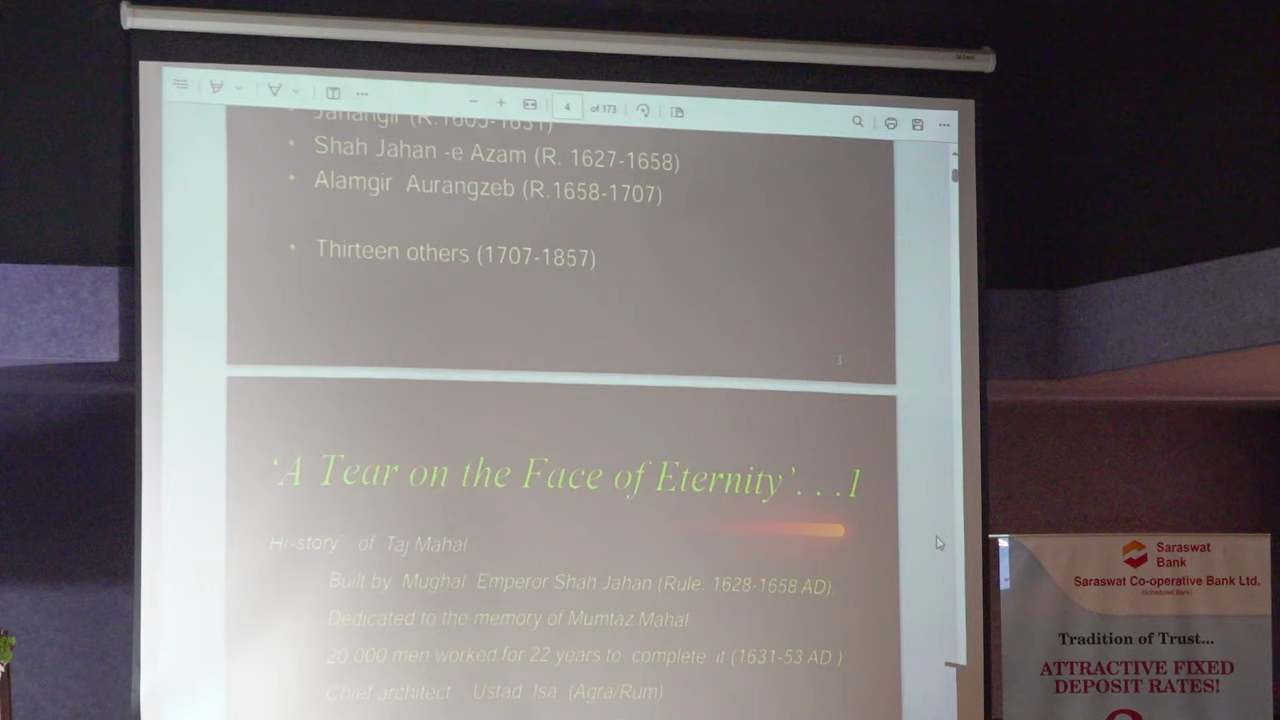 4 of 173
Jahangir (R.1605-1631)
• Shah Jahan -e Azam (R. 1627-1658)
• Alamgir Aurangzeb (R.1658-1707)
• Thirteen others (1707-1857)
3
‘A Tear on the Face of Eternity’. . .1
Hi-story' of Taj Mahal
Built by Mughal Emperor Shah Jahan (Rule. 1628-1658 AD).
Dedicated to the memory of Mumtaz Mahal
20 000 men worked for 22 years to complete it (1631-53 AD )
Chief architect Ustad Isa (Agra/Rum)
Saraswat
Bank
Saraswat Co-operative Bank Ltd.
(Scheduled Bank)
Tradition of Trust...
ATTRACTIVE FIXED
DEPOSIT RATES!